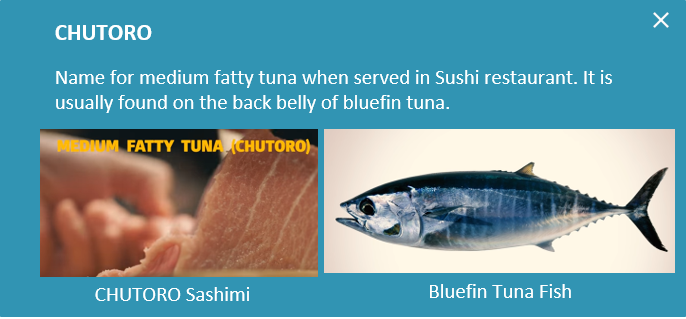 CHUTORO
Name for medium fatty tuna when served in Sushi restaurant. It is
usually found on the back belly of bluefin tuna.
MEDIUM FATTY TUNA (CHUTORO)
CHUTORO Sashimi
Bluefin Tuna Fish